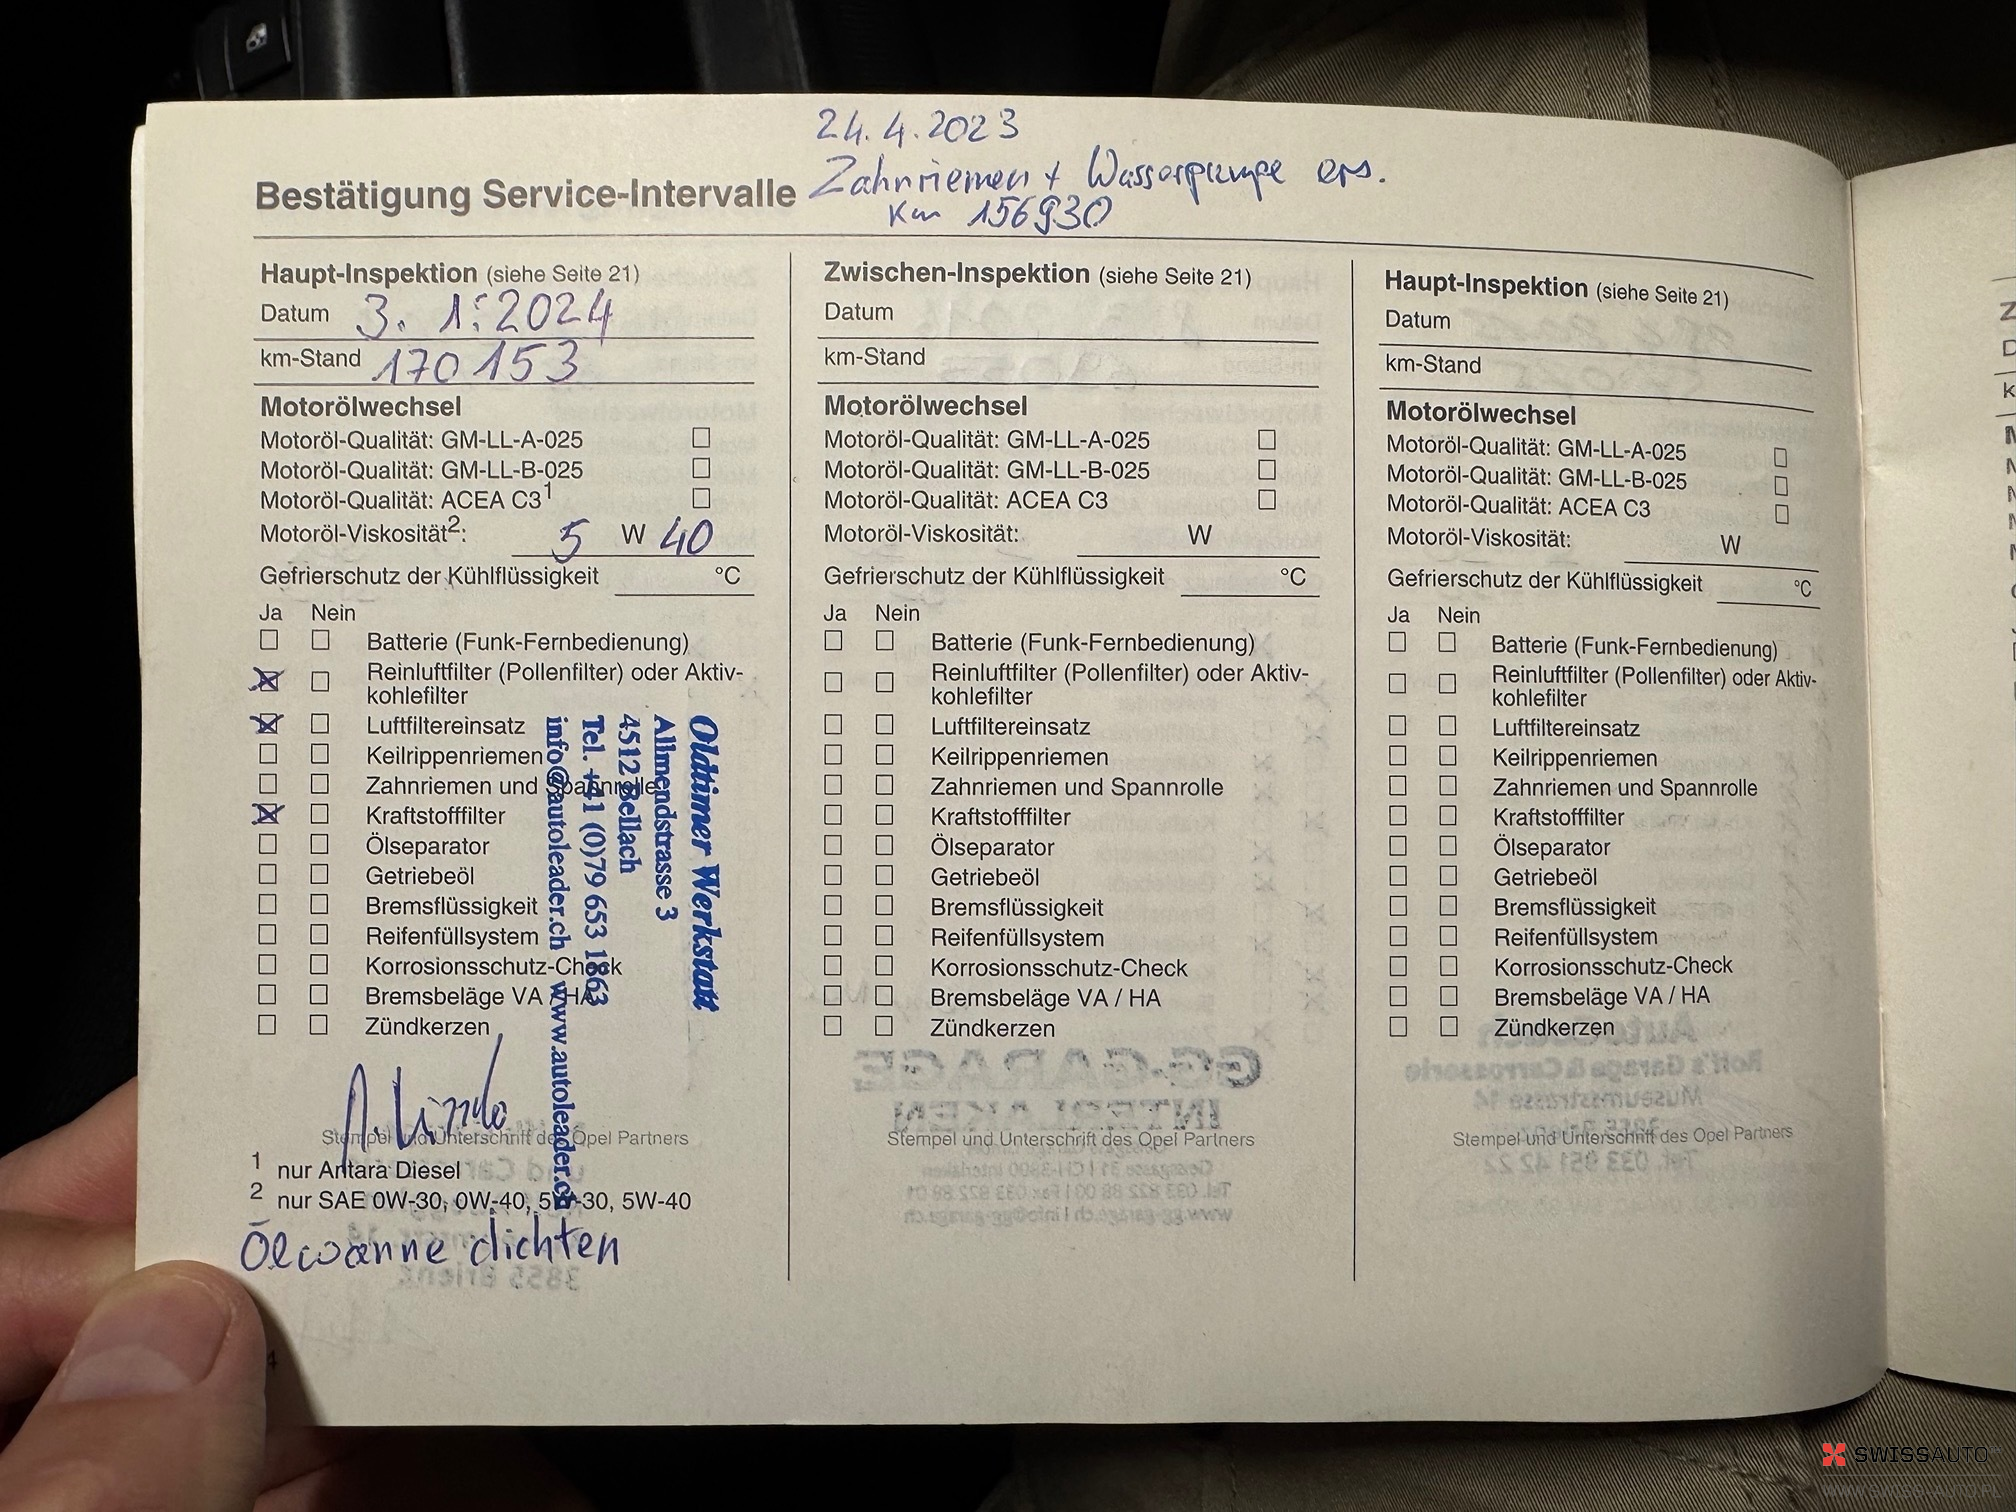 24.4.2023
Bestätigung Service-Intervalle Zahnriemen + Wasserpumpe ers.
Km 156930
Haupt-Inspektion (siehe Seite 21)
Datum 3. 1. 2024
km-Stand 170 153
Motorölwechsel
Motoröl-Qualität: GM-LL-A-025
Motoröl-Qualität: GM-LL-B-025
Motoröl-Qualität: ACEA C3¹
Motoröl-Viskosität²: 5 W 40
Gefrierschutz der Kühlflüssigkeit °C
Ja Nein
Batterie (Funk-Fernbedienung)
Reinluftfilter (Pollenfilter) oder Aktiv-
kohlefilter
Luftfiltereinsatz
Keilrippenriemen
Zahnriemen und Spannrolle
Kraftstofffilter
Ölseparator
Getriebeöl
Bremsflüssigkeit
Reifenfüllsystem
Korrosionsschutz-Check
Bremsbeläge VA / HA
Zündkerzen
Oldtimer Werkstatt
Allmendstrasse 3
4512 Bellach
Tel. +41 (0)79 653 1863
info@autoleader.ch www.autoleader.ch
Stempel und Unterschrift des Opel Partners
¹ nur Antara Diesel
² nur SAE 0W-30, 0W-40, 5W-30, 5W-40
Ölwanne dichten
Zwischen-Inspektion (siehe Seite 21)
Datum
km-Stand
Motorölwechsel
Motoröl-Qualität: GM-LL-A-025
Motoröl-Qualität: GM-LL-B-025
Motoröl-Qualität: ACEA C3
Motoröl-Viskosität: W
Gefrierschutz der Kühlflüssigkeit °C
Ja Nein
Batterie (Funk-Fernbedienung)
Reinluftfilter (Pollenfilter) oder Aktiv-
kohlefilter
Luftfiltereinsatz
Keilrippenriemen
Zahnriemen und Spannrolle
Kraftstofffilter
Ölseparator
Getriebeöl
Bremsflüssigkeit
Reifenfüllsystem
Korrosionsschutz-Check
Bremsbeläge VA / HA
Zündkerzen
Stempel und Unterschrift des Opel Partners
Haupt-Inspektion (siehe Seite 21)
Datum
km-Stand
Motorölwechsel
Motoröl-Qualität: GM-LL-A-025
Motoröl-Qualität: GM-LL-B-025
Motoröl-Qualität: ACEA C3
Motoröl-Viskosität: W
Gefrierschutz der Kühlflüssigkeit °C
Ja Nein
Batterie (Funk-Fernbedienung)
Reinluftfilter (Pollenfilter) oder Aktiv-
kohlefilter
Luftfiltereinsatz
Keilrippenriemen
Zahnriemen und Spannrolle
Kraftstofffilter
Ölseparator
Getriebeöl
Bremsflüssigkeit
Reifenfüllsystem
Korrosionsschutz-Check
Bremsbeläge VA / HA
Zündkerzen
Stempel und Unterschrift des Opel Partners
SWISSAUTO